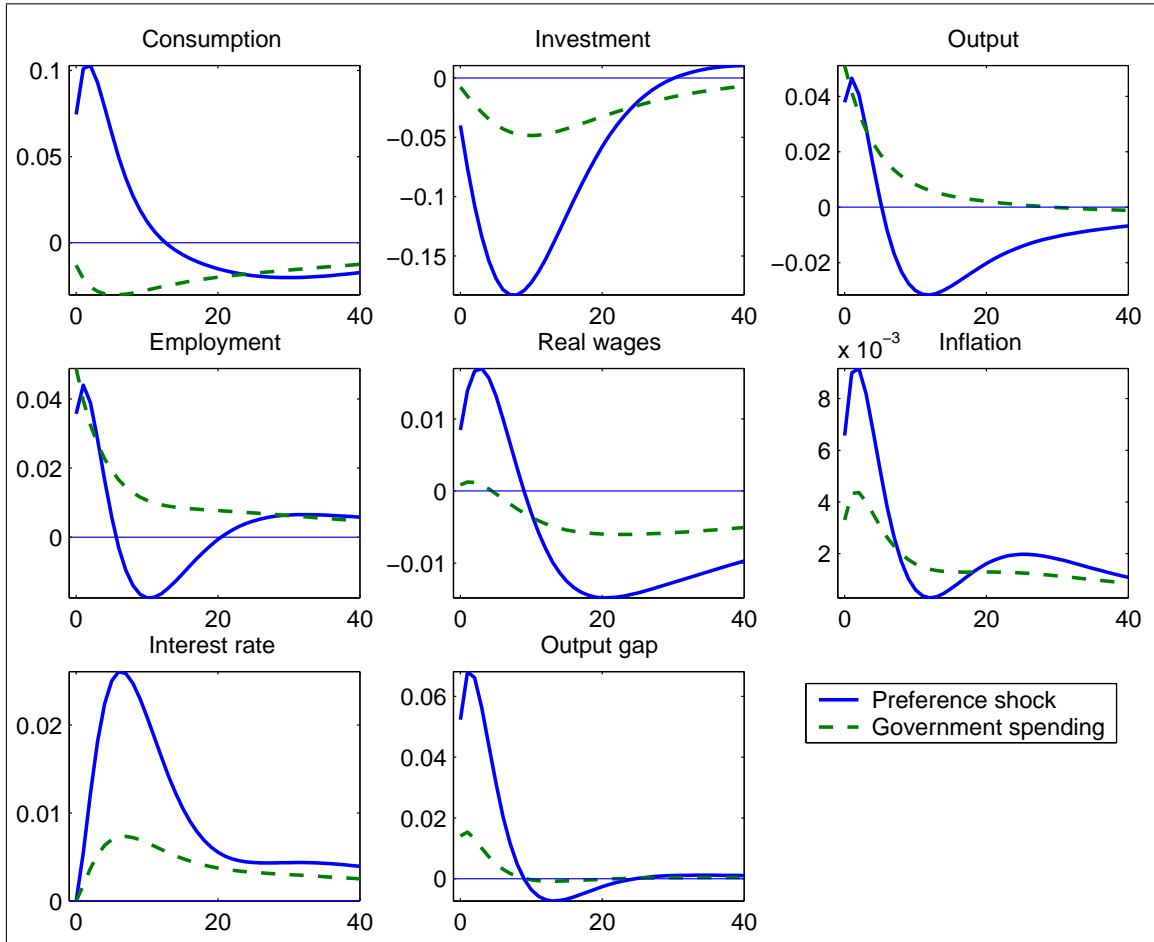 Consumption
0.1
0.05
0
0 20 40
Investment
0
−0.05
−0.1
−0.15
0 20 40
Output
0.04
0.02
0
−0.02
0 20 40
Employment
0.04
0.02
0
0 20 40
Real wages
0.01
0
−0.01
0 20 40
x 10−3
Inflation
8
6
4
2
0 20 40
Interest rate
0.02
0.01
0
0 20 40
Output gap
0.06
0.04
0.02
0
0 20 40
Preference shock
Government spending